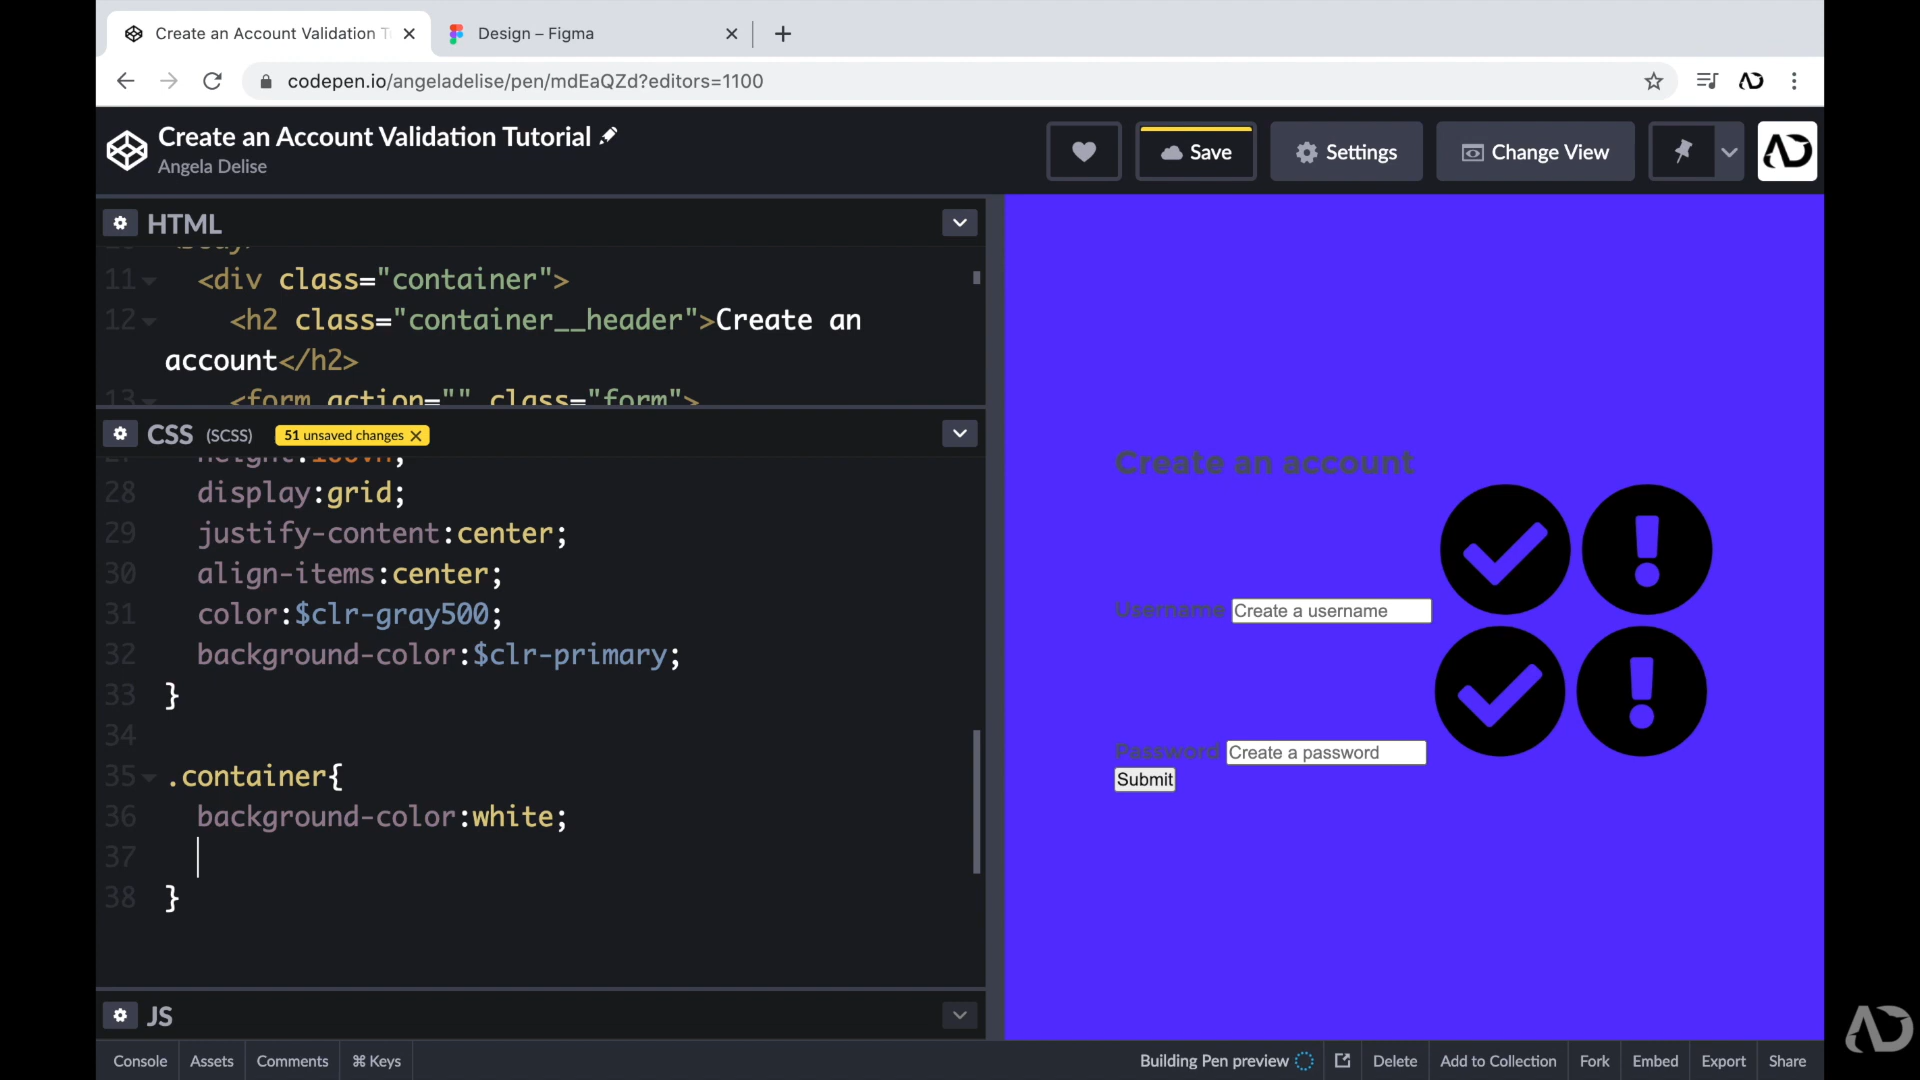 Create an Account Validation T
Design – Figma
codepen.io/angeladelise/pen/mdEaQZd?editors=1100
Create an Account Validation Tutorial
Angela Delise
Save
Settings
Change View
HTML
11 <div class="container">
12 <h2 class="container__header">Create an
account</h2>
13 <form action="" class="form">
CSS (SCSS) 51 unsaved changes
28 display:grid;
29 justify-content:center;
30 align-items:center;
31 color:$clr-gray500;
32 background-color:$clr-primary;
33 }
34
35 .container{
36 background-color:white;
37
38 }
JS
Create an account
Username Create a username
Password Create a password
Submit
Console
Assets
Comments
⌘ Keys
Building Pen preview
Delete
Add to Collection
Fork
Embed
Export
Share